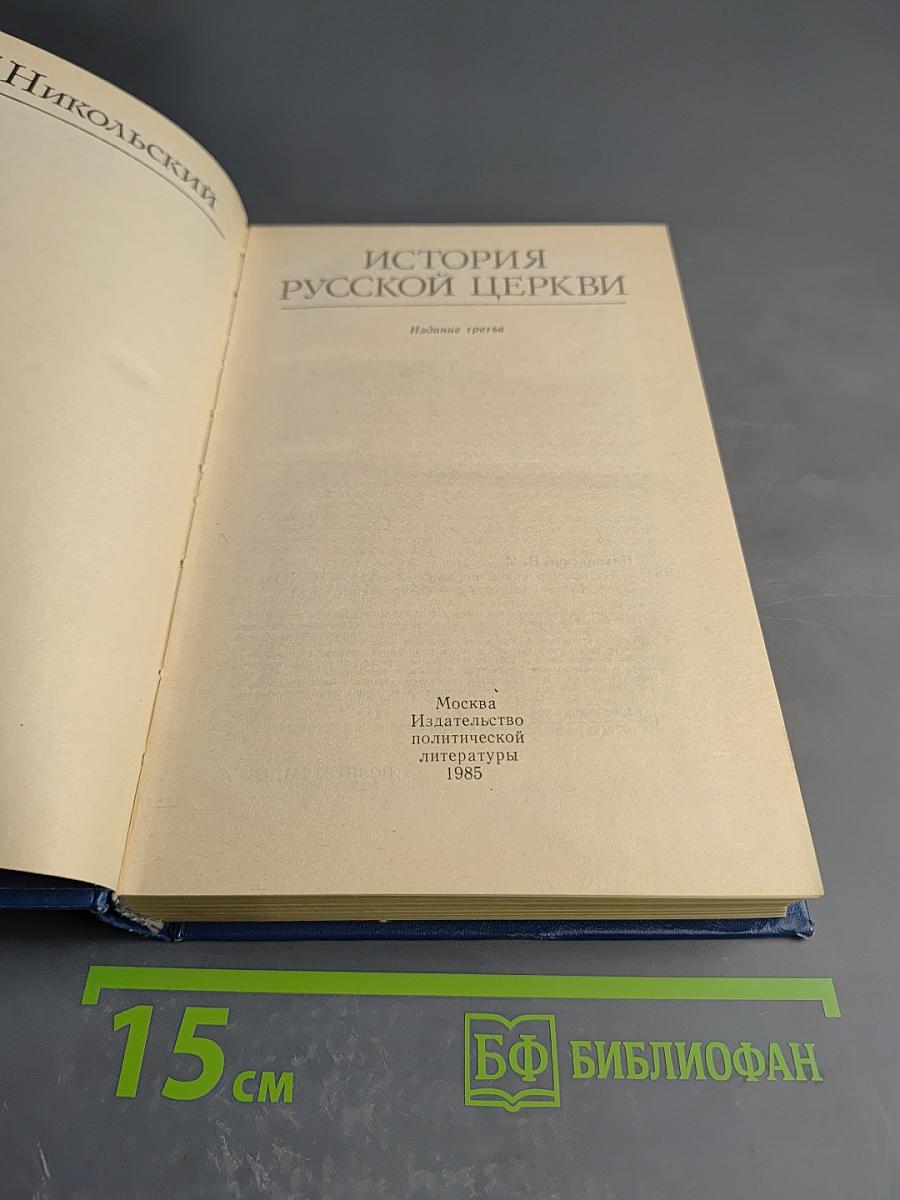 Никольский
ИСТОРИЯ
РУССКОЙ ЦЕРКВИ
Издание третье
Москва
Издательство
политической
литературы
1985
15 см
БФ БИБЛИОФАН